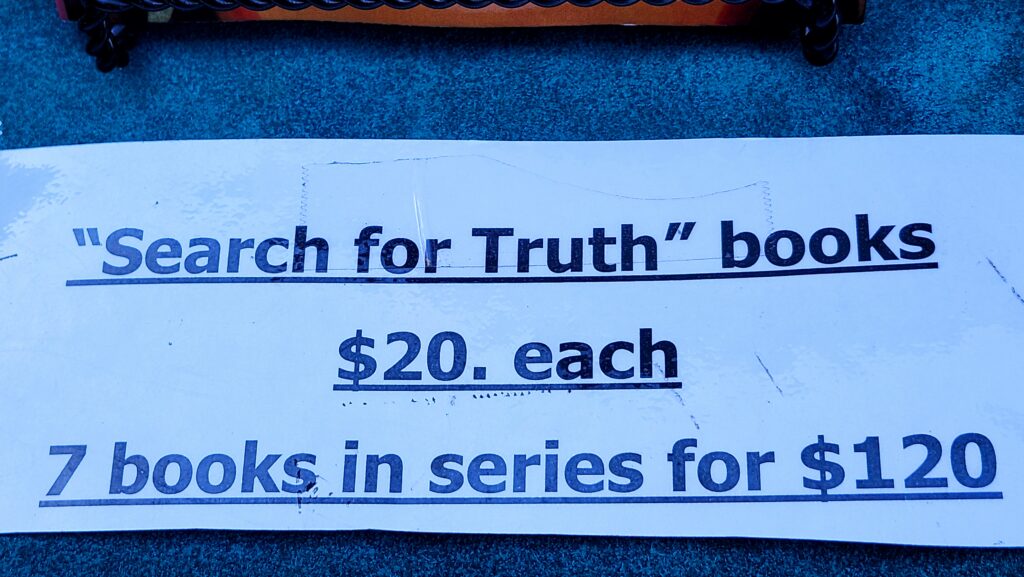 “Search for Truth” books
$20. each
7 books in series for $120